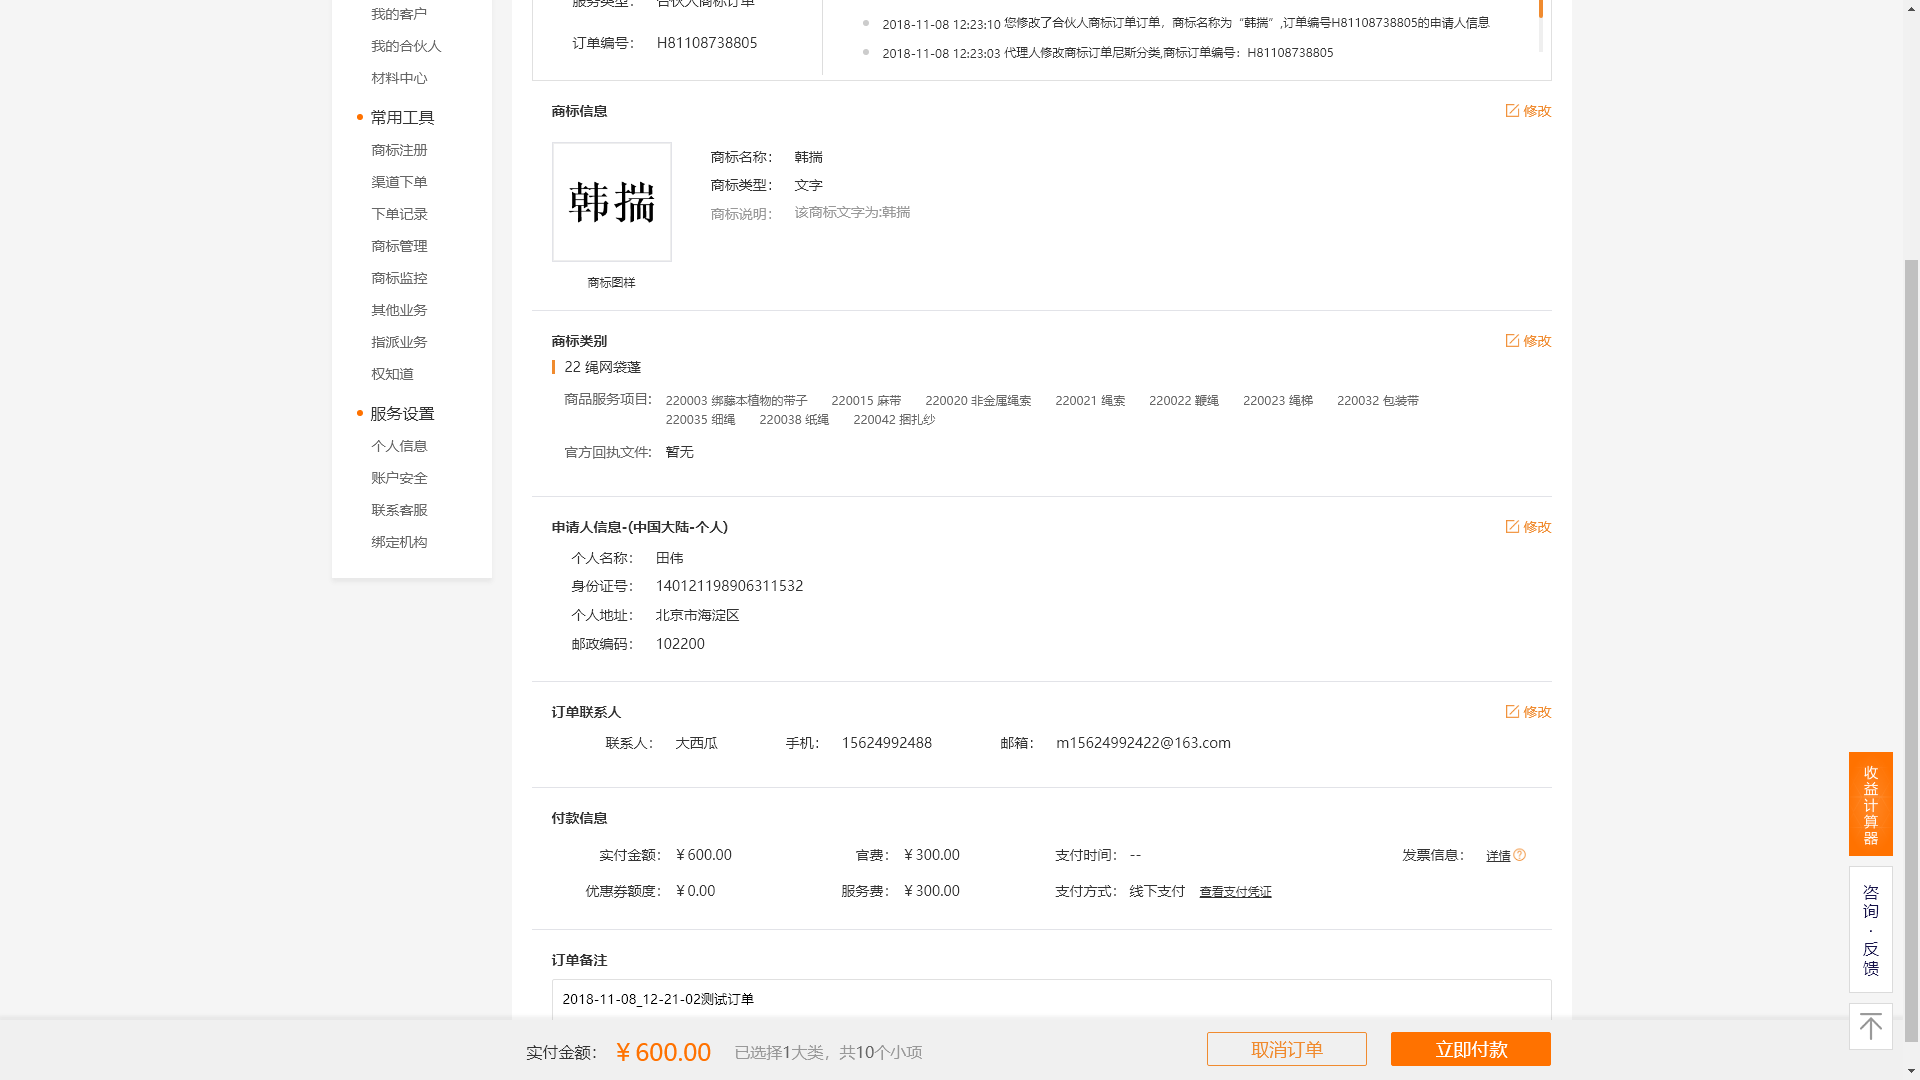 我的客户
我的合伙人
材料中心
常用工具
商标注册
渠道下单
下单记录
商标管理
商标监控
其他业务
指派业务
权知道
服务设置
个人信息
账户安全
联系客服
绑定机构
服务类型： 合伙人商标订单
订单编号： H81108738805
2018-11-08 12:23:10 您修改了合伙人商标订单订单，商标名称为“韩揣”,订单编号H81108738805的申请人信息
2018-11-08 12:23:03 代理人修改商标订单尼斯分类,商标订单编号：H81108738805
商标信息 修改
韩揣
商标图样
商标名称： 韩揣
商标类型： 文字
商标说明： 该商标文字为:韩揣
商标类别 修改
22 绳网袋蓬
商品服务项目: 220003 绑藤本植物的带子 220015 麻带 220020 非金属绳索 220021 绳索 220022 鞭绳 220023 绳梯 220032 包装带
220035 细绳 220038 纸绳 220042 捆扎纱
官方回执文件: 暂无
申请人信息-(中国大陆-个人) 修改
个人名称： 田伟
身份证号： 140121198906311532
个人地址： 北京市海淀区
邮政编码： 102200
订单联系人 修改
联系人： 大西瓜 手机： 15624992488 邮箱： m15624992422@163.com
付款信息
实付金额： ¥ 600.00 官费： ¥ 300.00 支付时间： -- 发票信息： 详情 ?
优惠券额度： ¥ 0.00 服务费： ¥ 300.00 支付方式： 线下支付 查看支付凭证
订单备注
2018-11-08_12-21-02测试订单
实付金额： ¥ 600.00 已选择1大类，共10个小项 取消订单 立即付款
收益计算器
咨询·反馈